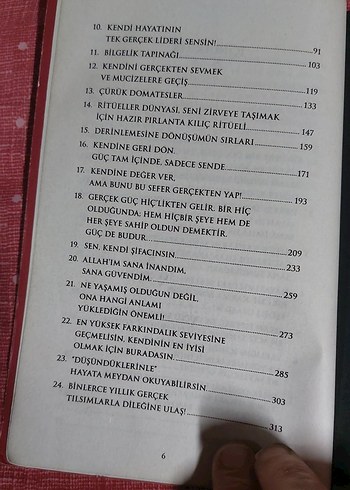 10. KENDİ HAYATININ
TEK GERÇEK LİDERİ SENSİN! 91
11. BİLGELİK TAPINAĞI 103
12. KENDİNİ GERÇEKTEN SEVMEK
VE MUCİZELERE GEÇİŞ 119
13. ÇÜRÜK DOMATESLER 133
14. RİTÜELLER DÜNYASI, SENİ ZİRVEYE TAŞIMAK
İÇİN HAZIR PIRLANTA KILIÇ RİTÜELİ 147
15. DERİNLEMESİNE DÖNÜŞÜMÜN SIRLARI 159
16. KENDİNE GERİ DÖN,
GÜÇ TAM İÇİNDE, SADECE SENDE 171
17. KENDİNE DEĞER VER,
AMA BUNU BU SEFER GERÇEKTEN YAP! 193
18. GERÇEK GÜÇ HİÇ'LİKTEN GELİR. BİR HİÇ
OLDUĞUNDA; HEM HİÇBİR ŞEY HEM DE
HER ŞEYE SAHİP OLDUN DEMEKTİR.
GÜÇ DE BUDUR 209
19. SEN, KENDİ ŞİFACINSIN 233
20. ALLAH'IM SANA İNANDIM,
SANA GÜVENDİM 259
21. NE YAŞAMIŞ OLDUĞUN DEĞİL,
ONA HANGİ ANLAMI
YÜKLEDİĞİN ÖNEMLİ! 273
22. EN YÜKSEK FARKINDALIK SEVİYESİNE
GEÇMELİSİN, KENDİNİN EN İYİSİ
OLMAK İÇİN BURADASIN 285
23. "DÜŞÜNDÜKLERİNLE"
HAYATA MEYDAN OKUYABİLİRSİN 303
24. BİNLERCE YILLIK GERÇEK
TILSIMLARLA DİLEĞİNE ULAŞ! 313
6